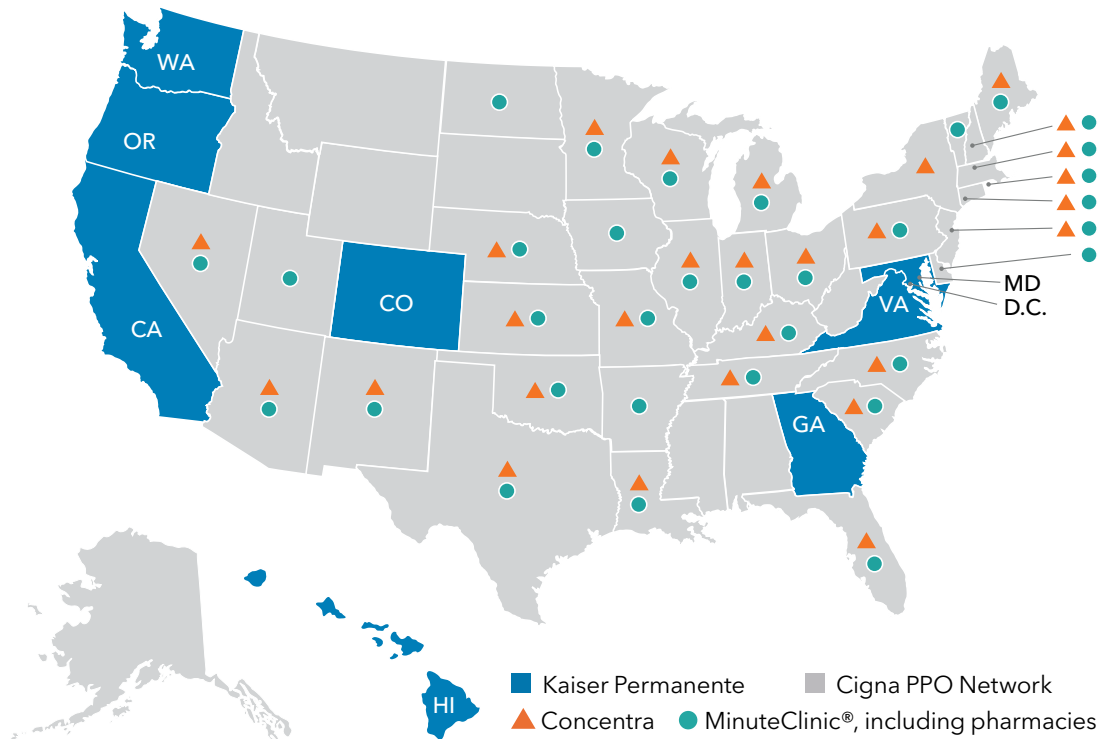 WA
OR
CO
CA
MD
D.C.
VA
GA
HI
Kaiser Permanente
Cigna PPO Network
Concentra
MinuteClinic®, including pharmacies